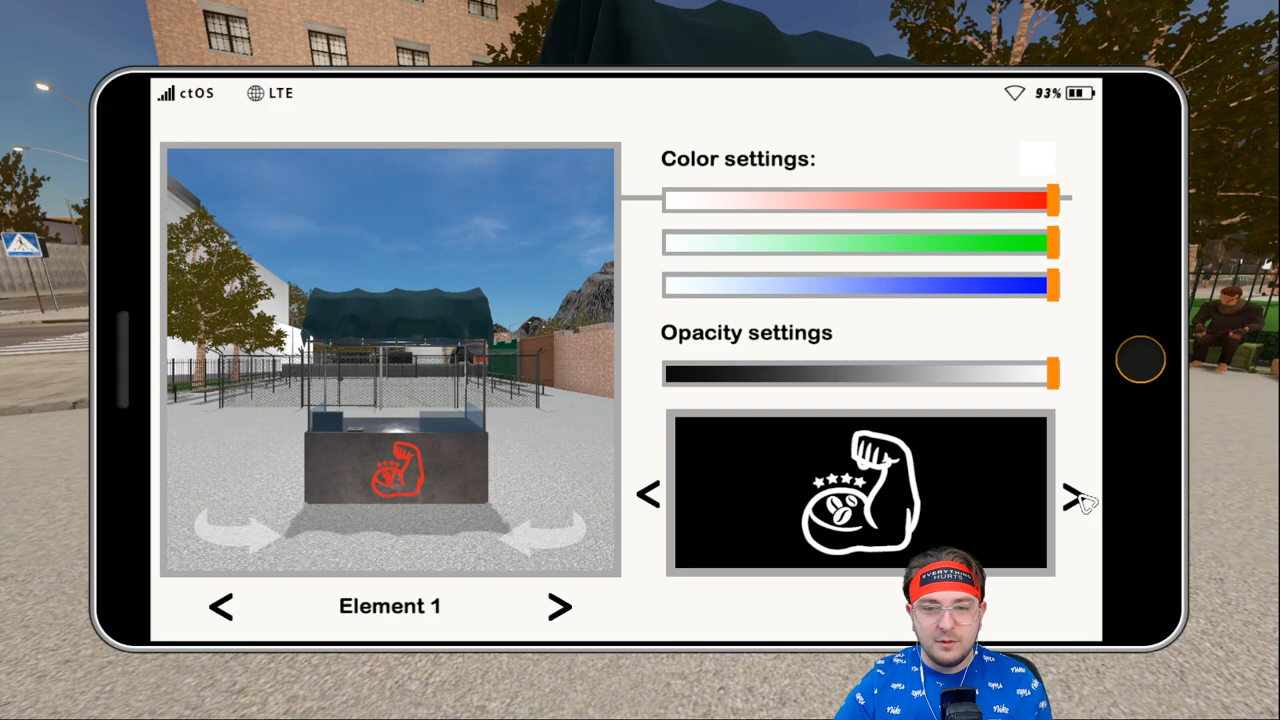 ctOS LTE 93%
Color settings:
Opacity settings
Element 1
EVERYTHING
HURTS